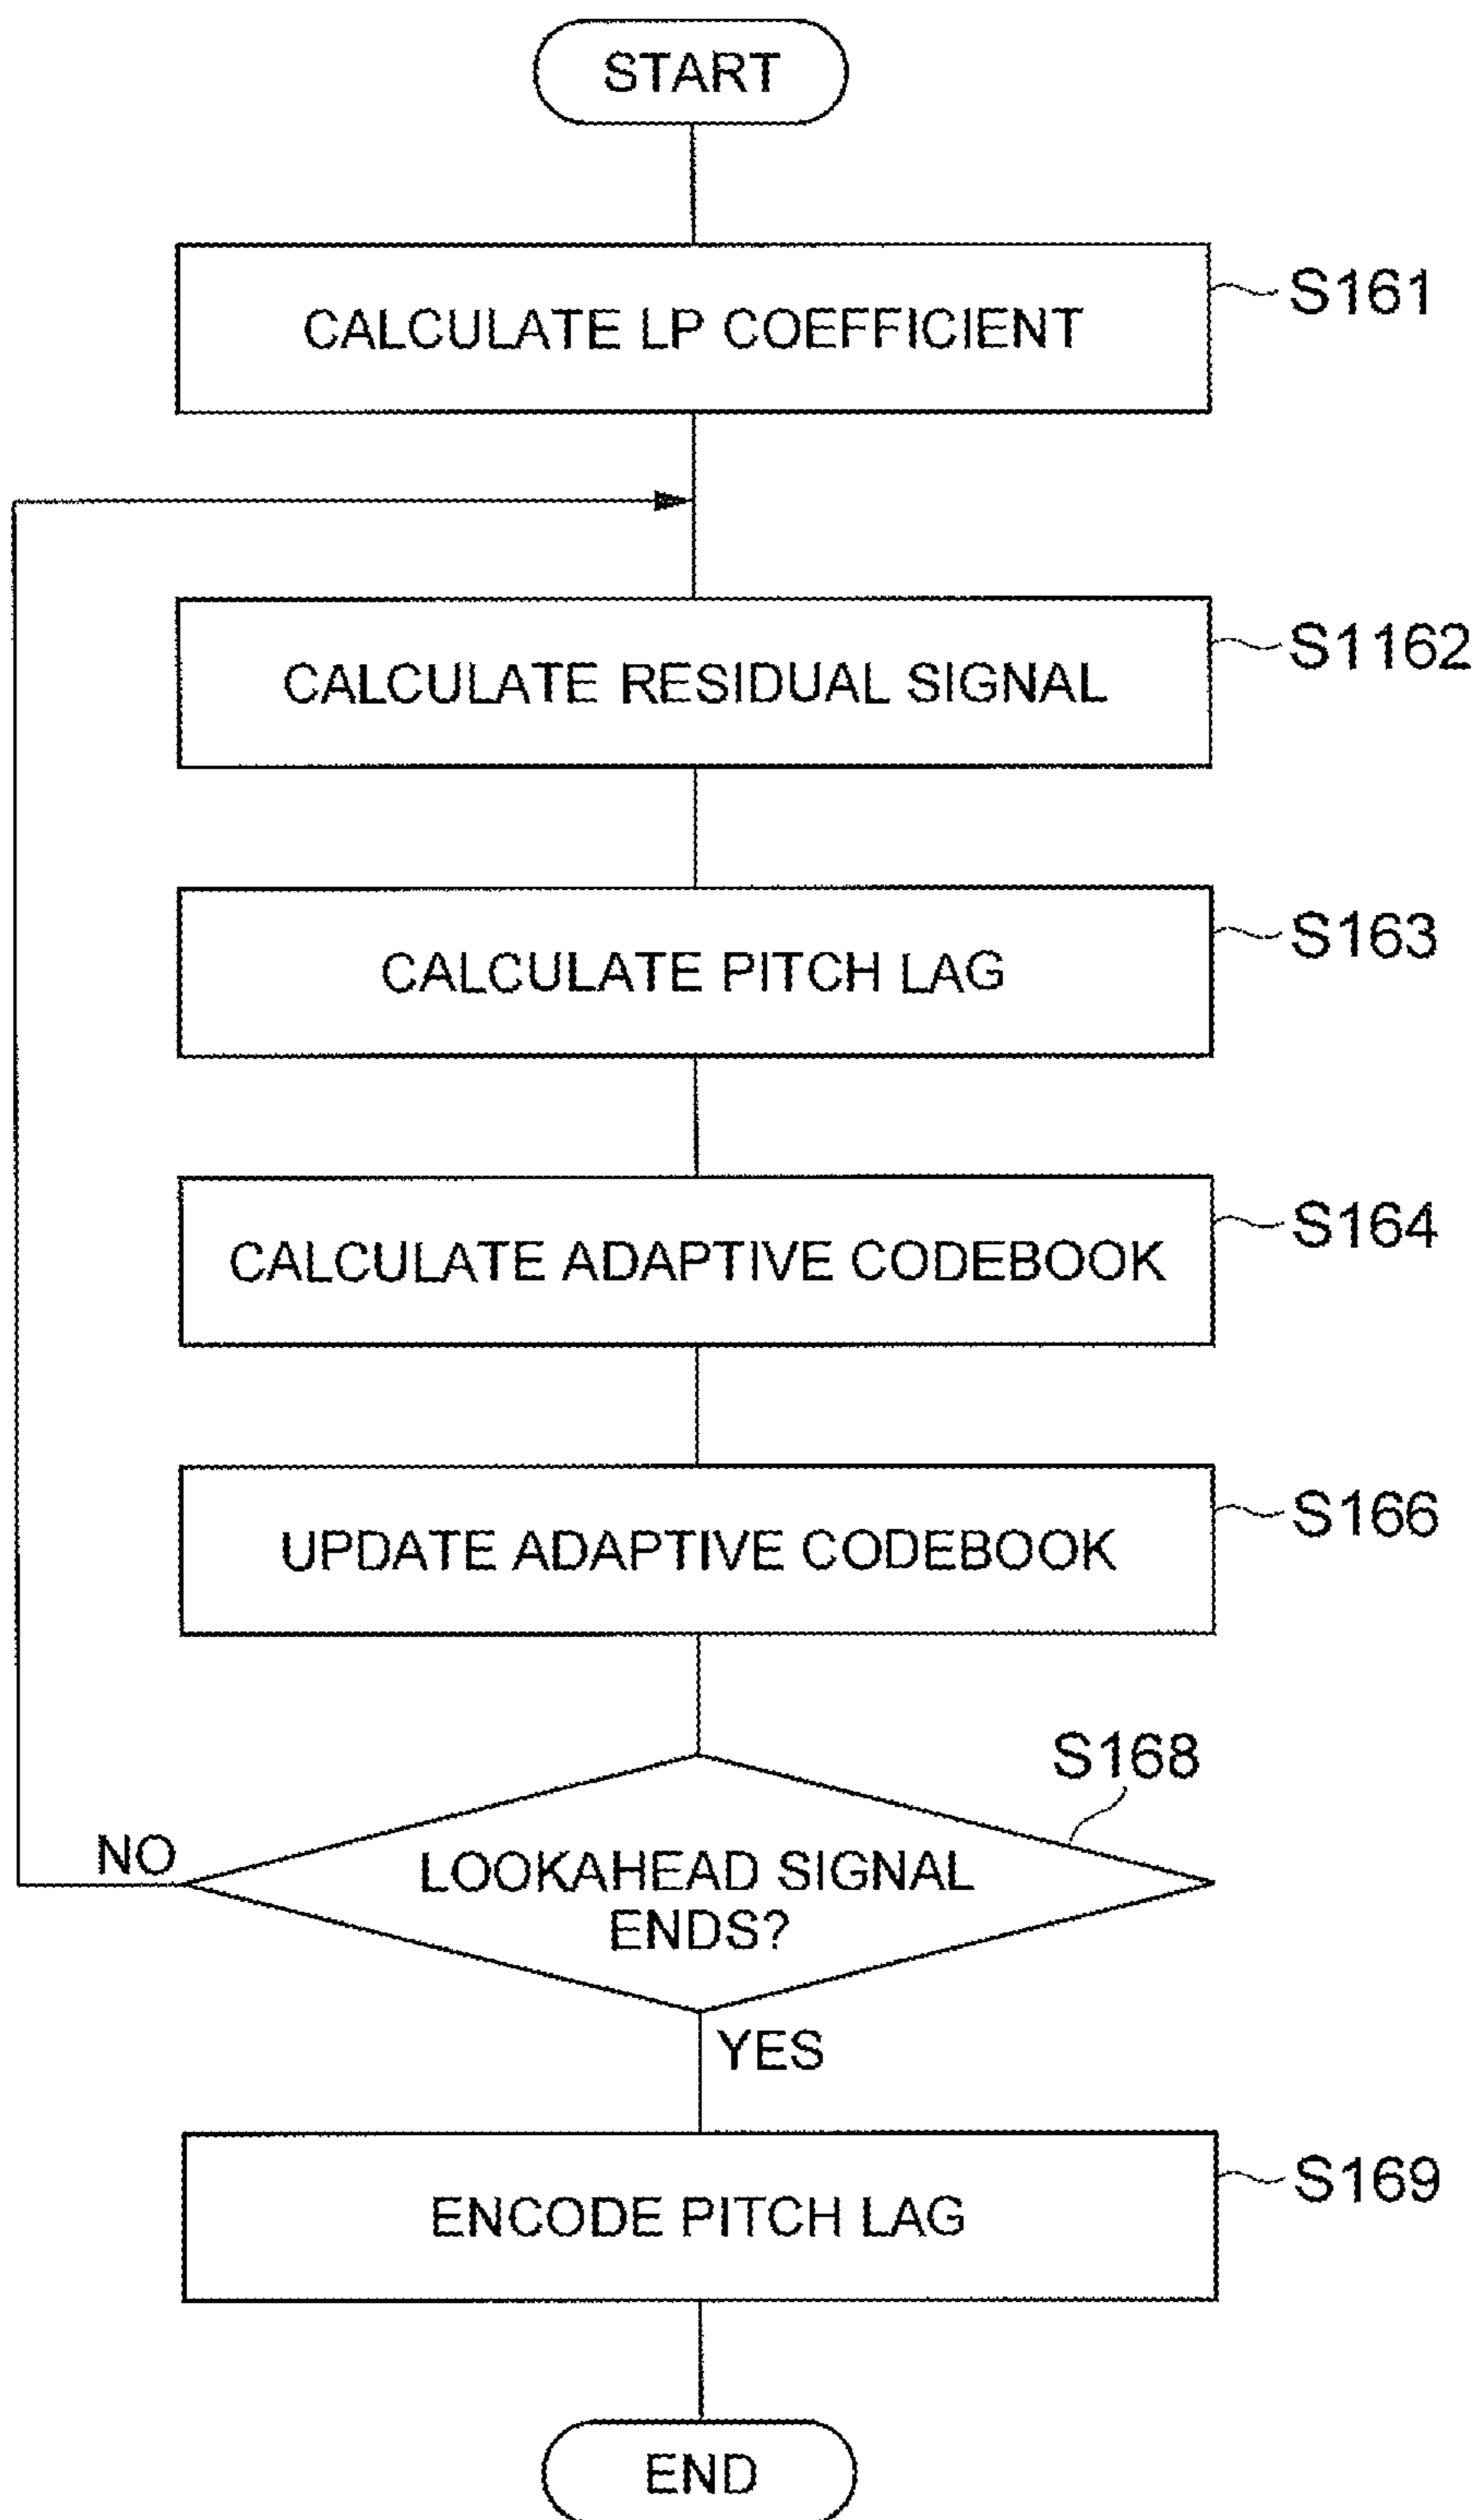 START
CALCULATE LP COEFFICIENT
S161
CALCULATE RESIDUAL SIGNAL
S1162
CALCULATE PITCH LAG
S163
CALCULATE ADAPTIVE CODEBOOK
S164
UPDATE ADAPTIVE CODEBOOK
S166
S168
NO
LOOKAHEAD SIGNAL
ENDS?
YES
ENCODE PITCH LAG
S169
END